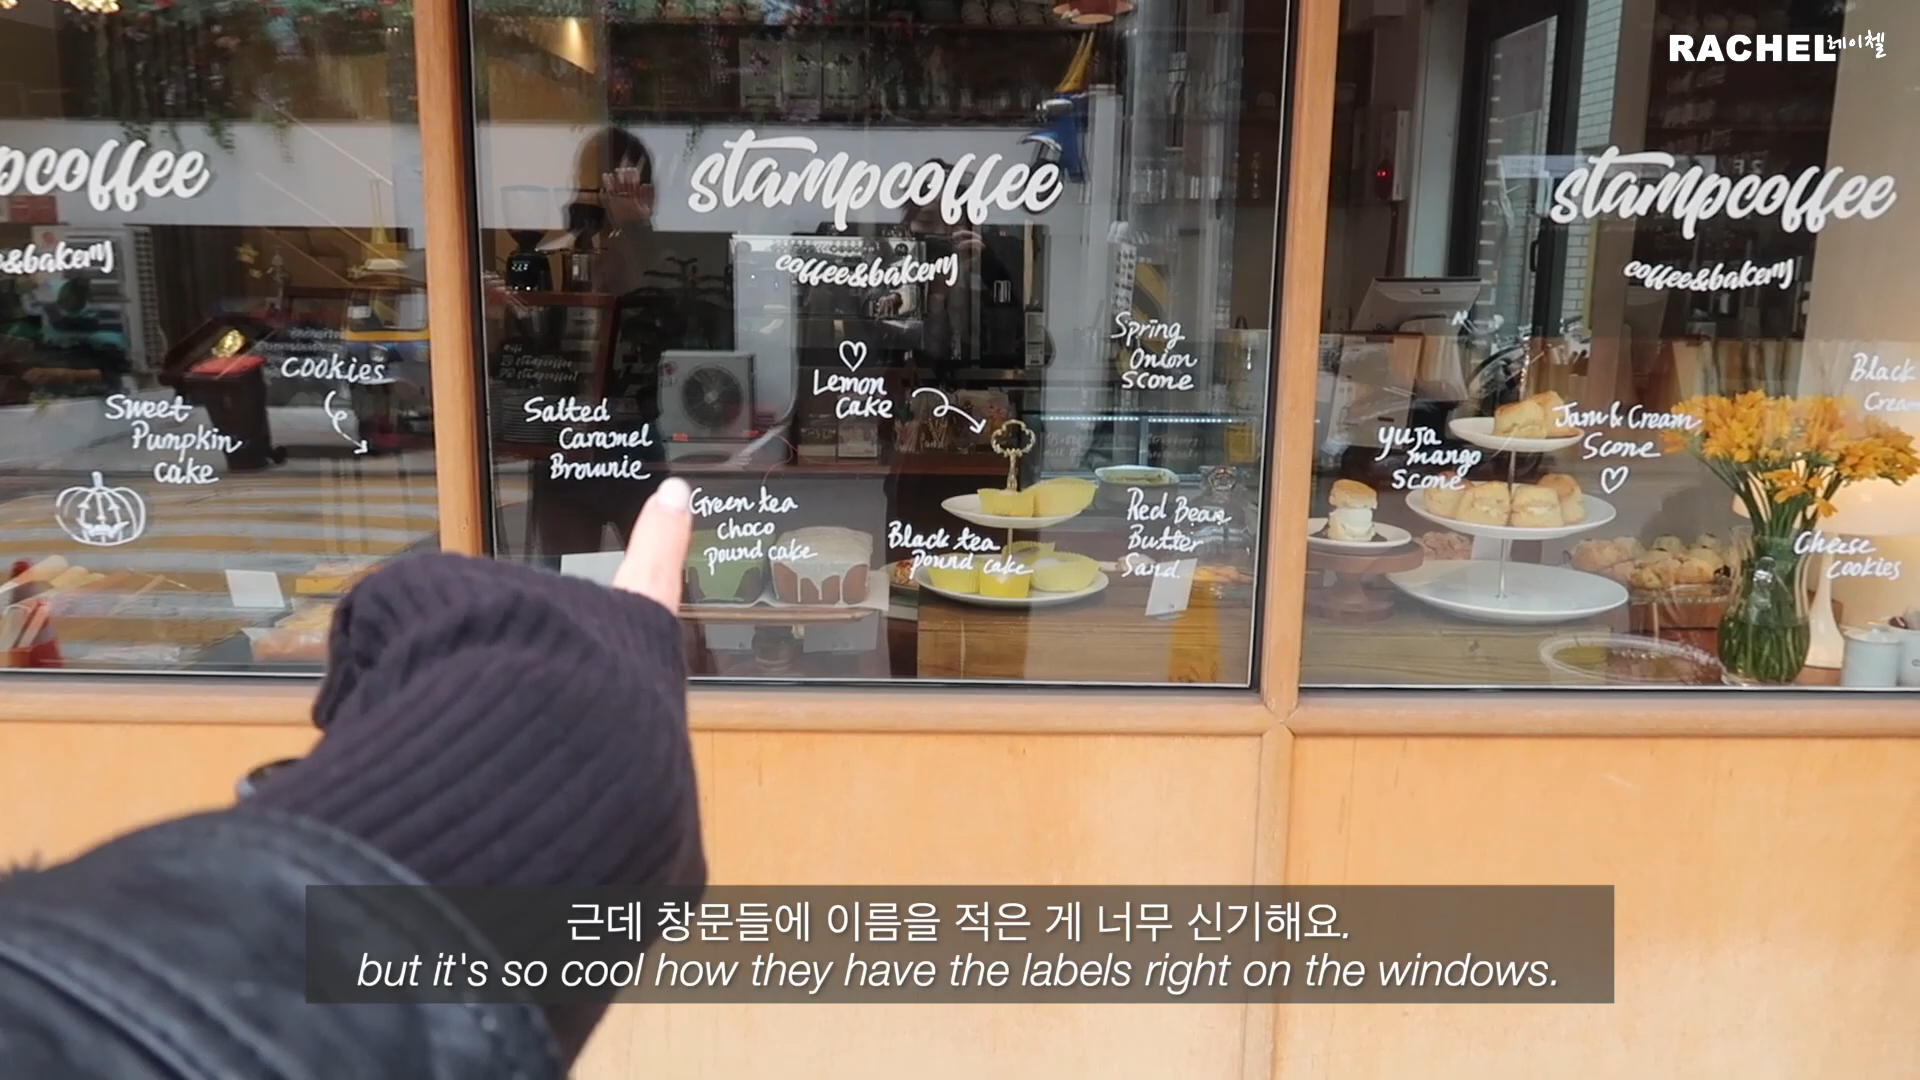 RACHEL레이첼
pcoffee
&bakery
cookies
Sweet
Pumpkin
cake
stampcoffee
coffee&bakery
Salted
Caramel
Brownie
Green tea
choco
pound cake
Lemon
cake
Black tea
Pound cake
Spring
Onion
Scone
Red Bean
Butter
Sand
stampcoffee
coffee&bakery
yuja
mango
Scone
Jam & Cream
Scone
Black
Cheese
cookies
근데 창문들에 이름을 적은 게 너무 신기해요.
but it's so cool how they have the labels right on the windows.